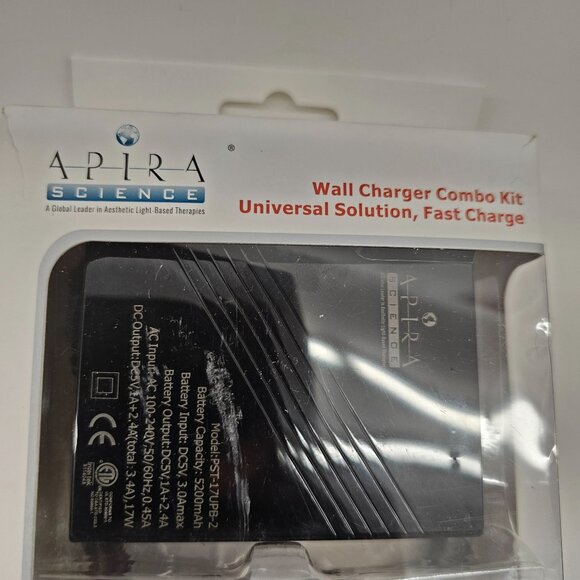 APIRA
®
SCIENCE
A Global Leader in Aesthetic Light-Based Therapies
Wall Charger Combo Kit
Universal Solution, Fast Charge
APIRA
SCIENCE
Model:PST-17UPB-2
Battery Capacity: 5200mAh
Battery Input: DC5V, 3.0Amax
Battery Output:DC5V,1A+2.4A
AC Input: AC 100-240V-50/60Hz,0.45A
DC Output:DC5V,1A+2.4A(total: 3.4A),17W
CE